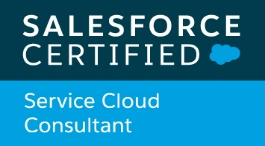 SALESFORCE
CERTIFIED
Service Cloud
Consultant